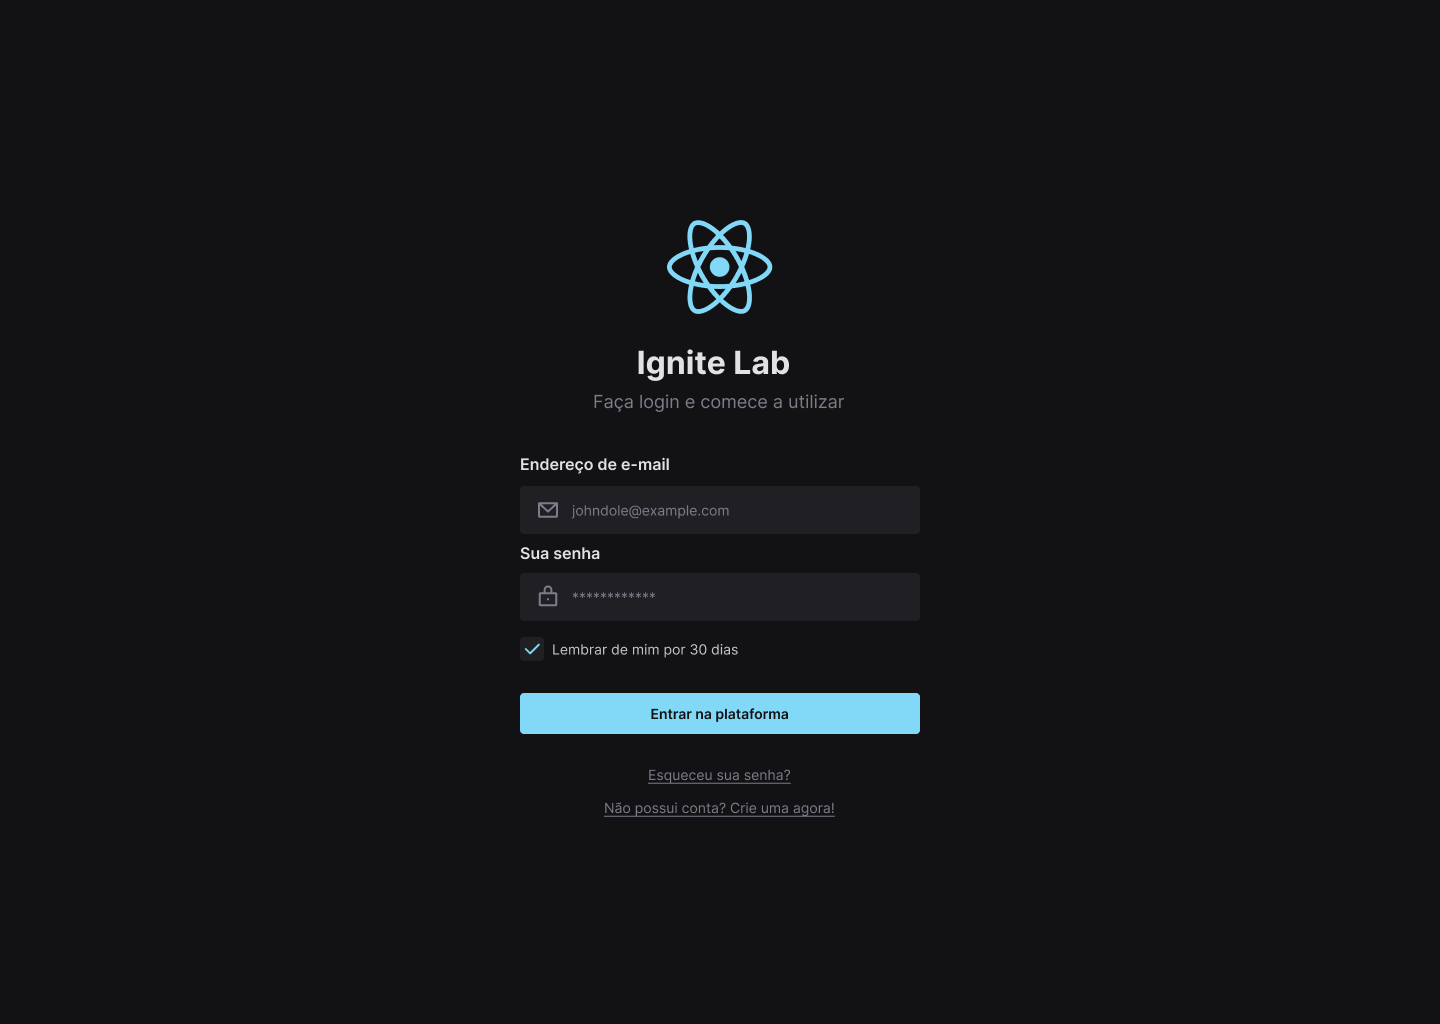 Ignite Lab
Faça login e comece a utilizar
Endereço de e-mail
johndole@example.com
Sua senha
************
Lembrar de mim por 30 dias
Entrar na plataforma
Esqueceu sua senha?
Não possui conta? Crie uma agora!